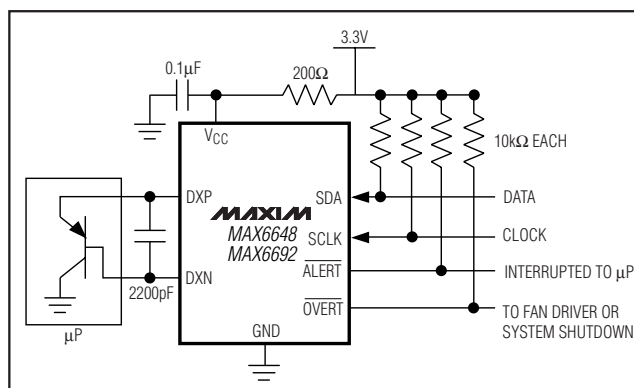 3.3V
0.1μF
200Ω
10kΩ EACH
VCC
DXP
DXN
2200pF
μP
MAXIM
MAX6648
MAX6692
SDA
SCLK
ALERT
OVERT
GND
DATA
CLOCK
INTERRUPTED TO μP
TO FAN DRIVER OR
SYSTEM SHUTDOWN